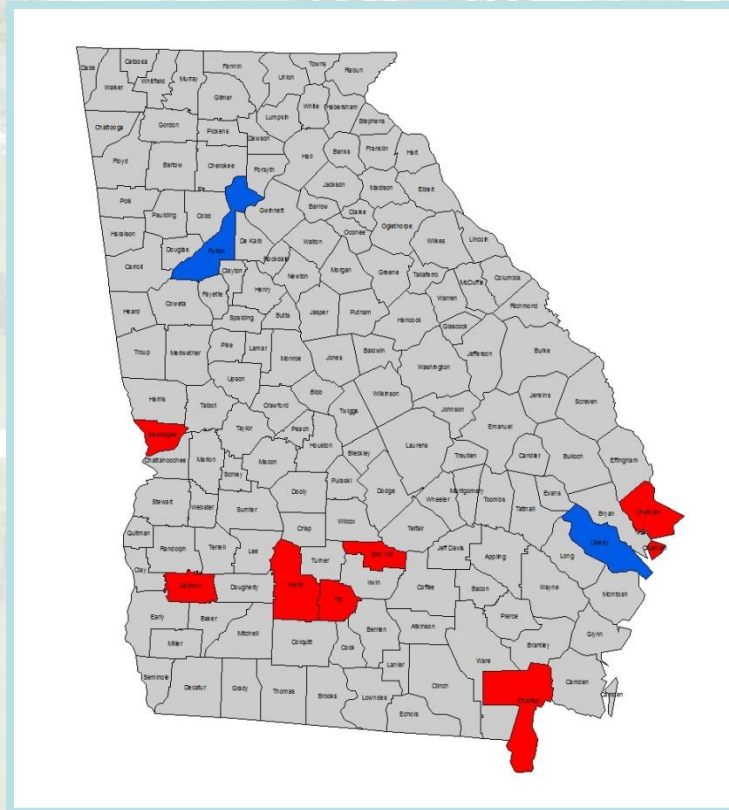 Dade
Catoosa
Fannin
Towns
Rabun
Walker
Whitfield
Murray
Union
Gilmer
White
Habersham
Lumpkin
Stephens
Chattooga
Gordon
Pickens
Dawson
Hall
Banks
Franklin
Hart
Floyd
Bartow
Cherokee
Forsyth
Jackson
Madison
Elbert
Polk
Paulding
Cobb
Gwinnett
Barrow
Clarke
Oconee
Oglethorpe
Haralson
Douglas
Fulton
De Kalb
Walton
Wilkes
Lincoln
Carroll
Clayton
Rockdale
Newton
Morgan
Greene
Taliaferro
McDuffie
Columbia
Coweta
Fayette
Henry
Warren
Richmond
Heard
Spalding
Butts
Jasper
Putnam
Hancock
Glascock
Troup
Meriwether
Pike
Lamar
Monroe
Jones
Baldwin
Washington
Jefferson
Burke
Upson
Harris
Talbot
Crawford
Bibb
Twiggs
Wilkinson
Johnson
Jenkins
Screven
Muscogee
Taylor
Peach
Houston
Bleckley
Laurens
Emanuel
Chattahoochee
Marion
Macon
Treutlen
Candler
Bulloch
Effingham
Schley
Pulaski
Dodge
Stewart
Webster
Sumter
Dooly
Wheeler
Montgomery
Toombs
Evans
Tattnall
Bryan
Chatham
Quitman
Crisp
Wilcox
Telfair
Randolph
Terrell
Lee
Turner
Ben Hill
Jeff Davis
Appling
Long
Liberty
Chatham
Clay
Calhoun
Dougherty
Worth
Tift
Irwin
Coffee
Bacon
Wayne
McIntosh
Early
Baker
Mitchell
Berrien
Atkinson
Pierce
Glynn
Miller
Colquitt
Cook
Lanier
Ware
Brantley
Seminole
Decatur
Grady
Thomas
Brooks
Lowndes
Clinch
Echols
Charlton
Camden
Camden